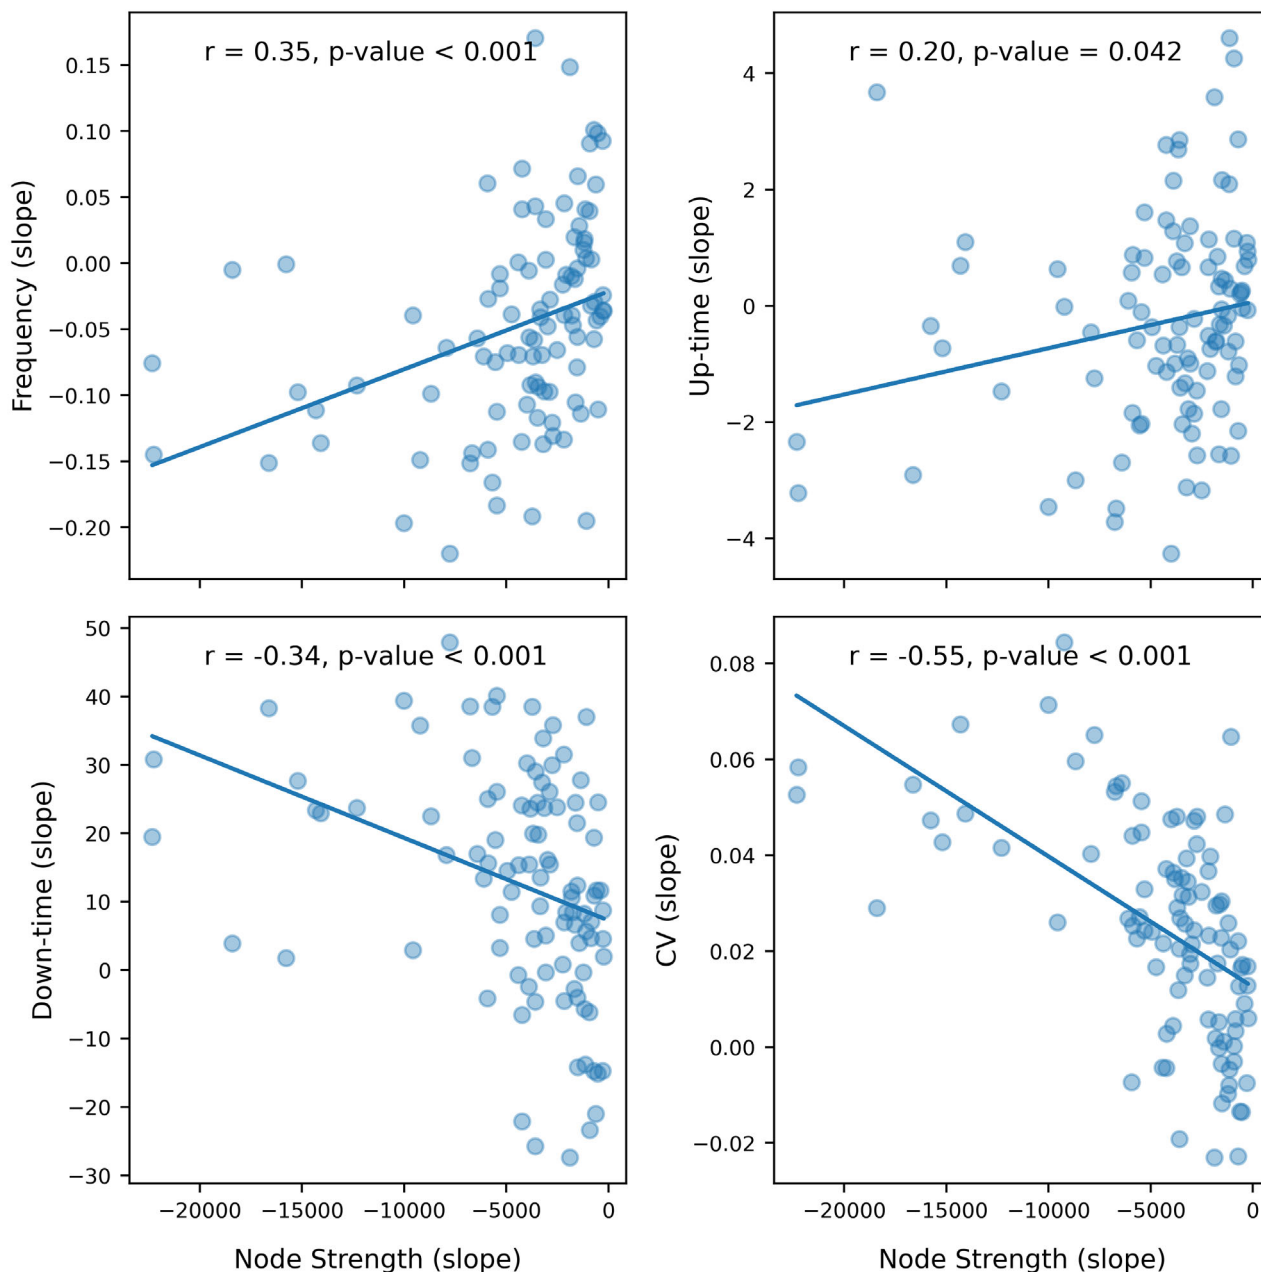 r = 0.35, p-value < 0.001
Frequency (slope)
0.15
0.10
0.05
0.00
−0.05
−0.10
−0.15
−0.20
r = 0.20, p-value = 0.042
Up-time (slope)
4
2
0
−2
−4
r = -0.34, p-value < 0.001
Down-time (slope)
50
40
30
20
10
0
−10
−20
−30
−20000 −15000 −10000 −5000 0
Node Strength (slope)
r = -0.55, p-value < 0.001
CV (slope)
0.08
0.06
0.04
0.02
0.00
−0.02
−20000 −15000 −10000 −5000 0
Node Strength (slope)